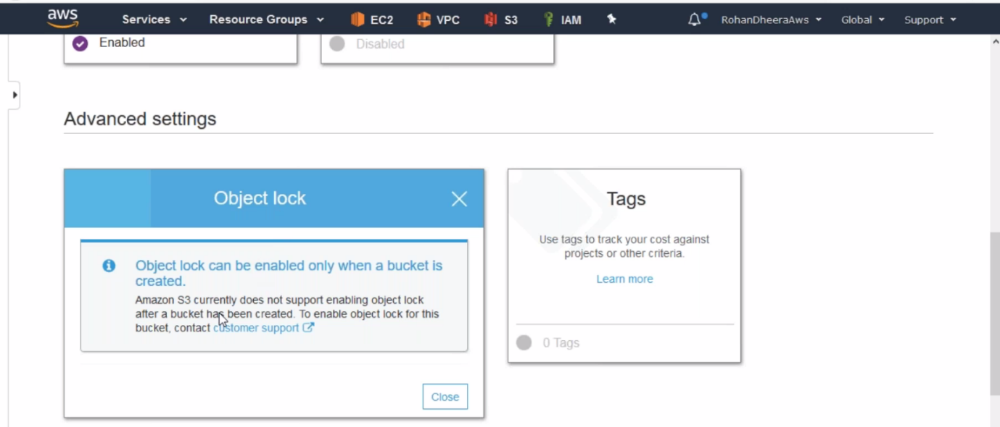 aws Services Resource Groups EC2 VPC S3 IAM RohanDheeraAws Global Support
Enabled Disabled
Advanced settings
Object lock
Object lock can be enabled only when a bucket is
created.
Amazon S3 currently does not support enabling object lock
after a bucket has been created. To enable object lock for this
bucket, contact customer support
Close
Tags
Use tags to track your cost against
projects or other criteria.
Learn more
0 Tags